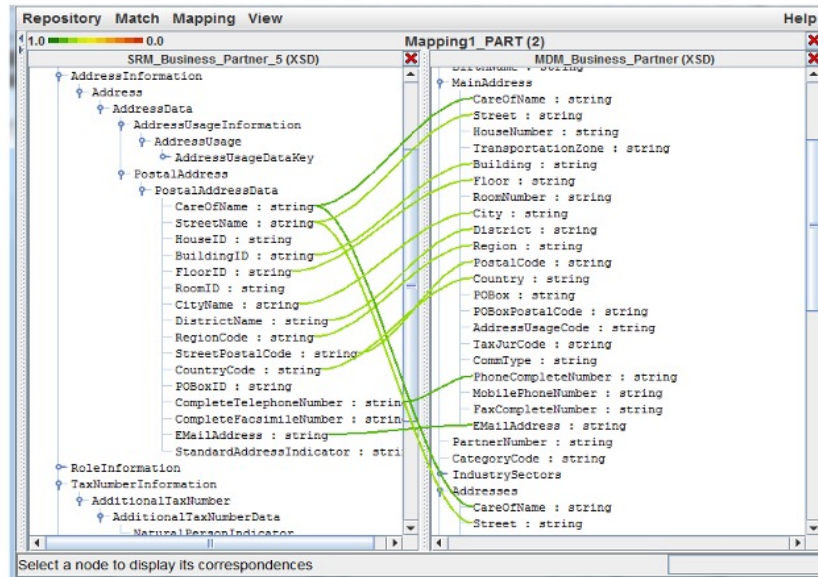 Repository Match Mapping View Help
1.0 0.0 Mapping1_PART (2)
SRM_Business_Partner_5 (XSD)
AddressInformation
Address
AddressData
AddressUsageInformation
AddressUsage
AddressUsageDataKey
PostalAddress
PostalAddressData
CareOfName : string
StreetName : string
HouseID : string
BuildingID : string
FloorID : string
RoomID : string
CityName : string
DistrictName : string
RegionCode : string
StreetPostalCode : string
CountryCode : string
POBoxID : string
CompleteTelephoneNumber : string
CompleteFacsimileNumber : strin
EMailAddress : string
StandardAddressIndicator : stri
RoleInformation
TaxNumberInformation
AdditionalTaxNumber
AdditionalTaxNumberData
NaturalPersonIndicator
MDM_Business_Partner (XSD)
BirthName : string
MainAddress
CareOfName : string
Street : string
HouseNumber : string
TransportationZone : string
Building : string
Floor : string
RoomNumber : string
City : string
District : string
Region : string
PostalCode : string
Country : string
POBox : string
POBoxPostalCode : string
AddressUsageCode : string
TaxJurCode : string
CommType : string
PhoneCompleteNumber : string
MobilePhoneNumber : string
FaxCompleteNumber : string
EMailAddress : string
PartnerNumber : string
CategoryCode : string
IndustrySectors
Addresses
CareOfName : string
Street : string
Select a node to display its correspondences